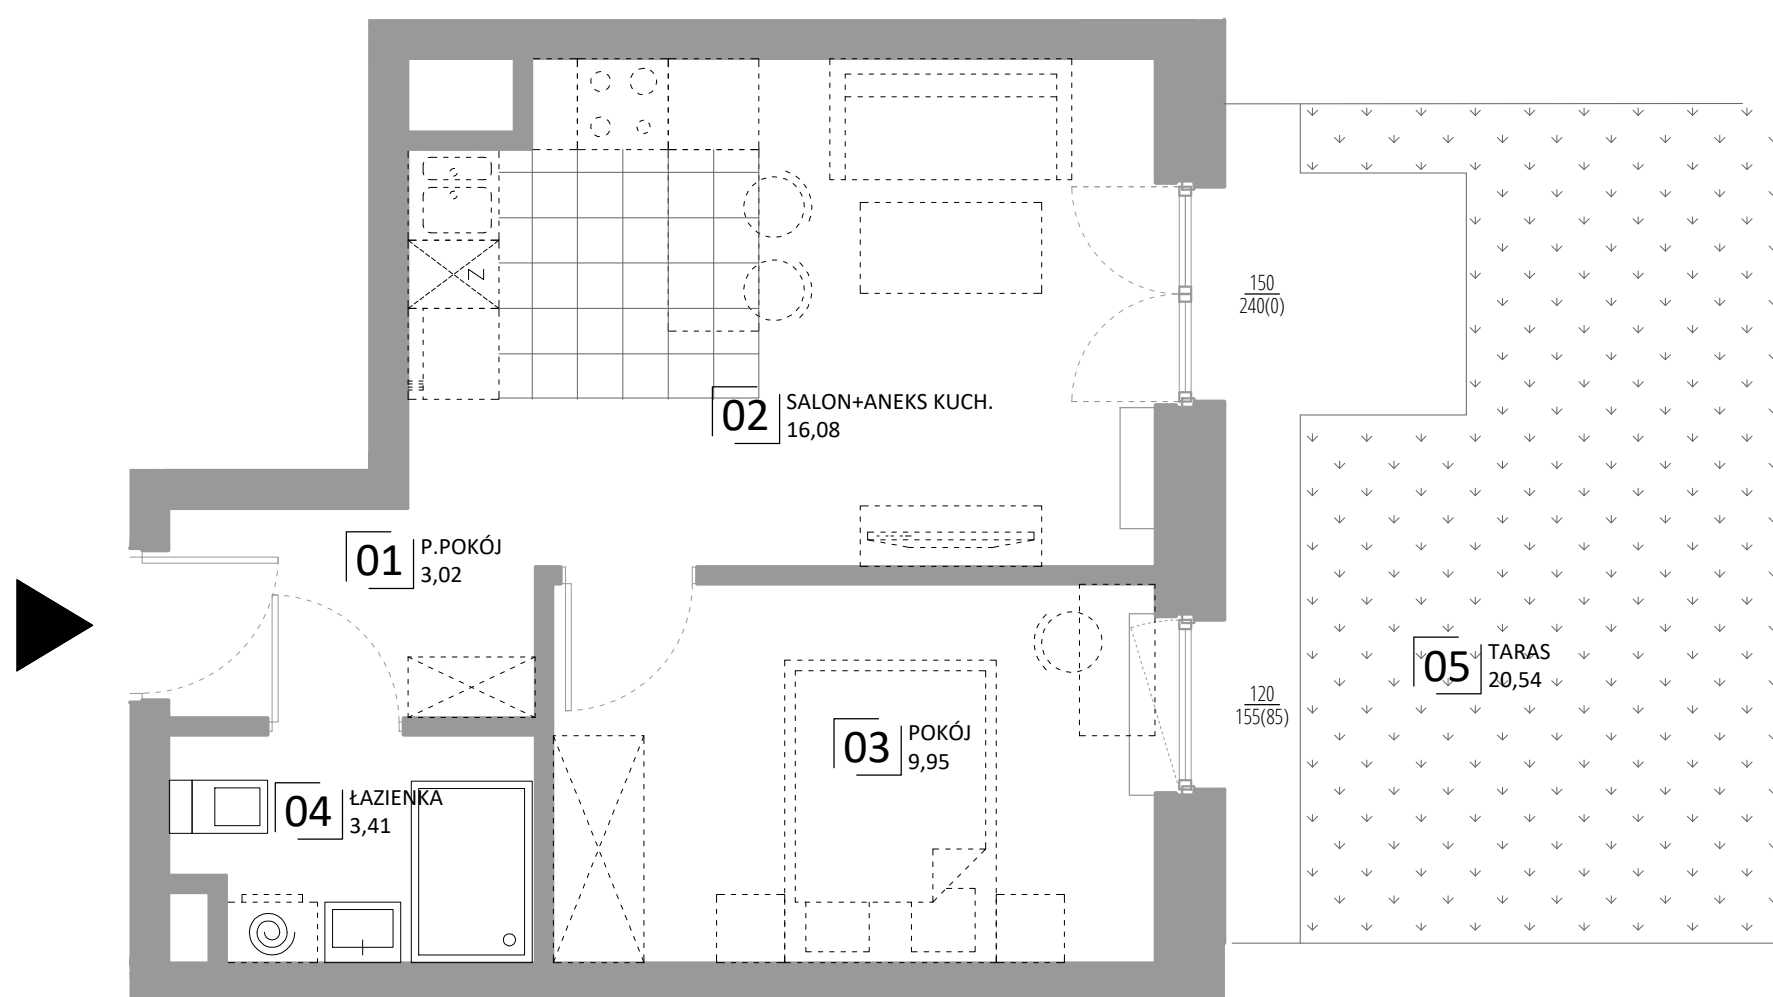 Z
150
240(0)
02
SALON+ANEKS KUCH.
16,08
01
P.POKÓJ
3,02
05
TARAS
20,54
120
155(85)
03
POKÓJ
9,95
04
ŁAZIENKA
3,41